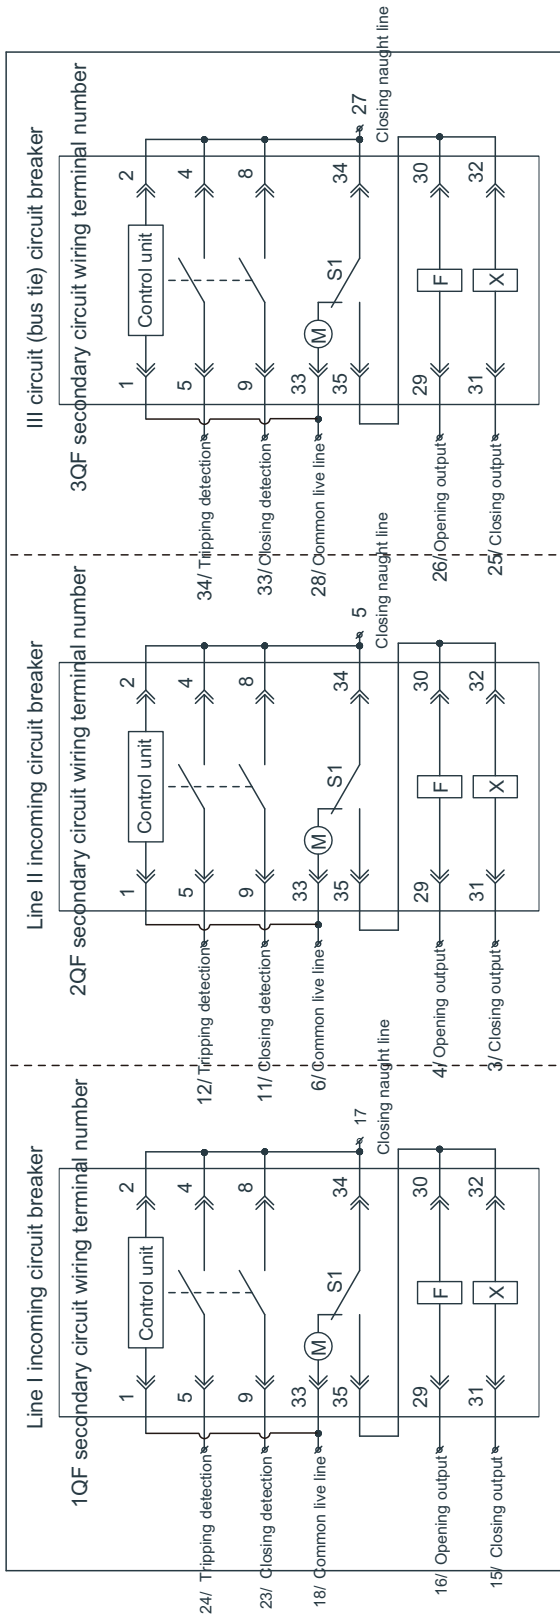 Line I incoming circuit breaker
1QF secondary circuit wiring terminal number
1
Control unit
2
24/ Tripping detection
5
4
23/ Closing detection
9
8
18/ Common live line
33
M
S1
35
34
17
Closing naught line
16/ Opening output
29
F
30
15/ Closing output
31
X
32
Line II incoming circuit breaker
2QF secondary circuit wiring terminal number
1
Control unit
2
12/ Tripping detection
5
4
11/ Closing detection
9
8
6/ Common live line
33
M
S1
35
34
5
Closing naught line
4/ Opening output
29
F
30
3/ Closing output
31
X
32
III circuit (bus tie) circuit breaker
3QF secondary circuit wiring terminal number
1
Control unit
2
34/ Tripping detection
5
4
33/ Closing detection
9
8
28/ Common live line
33
M
S1
35
34
27
Closing naught line
26/ Opening output
29
F
30
25/ Closing output
31
X
32